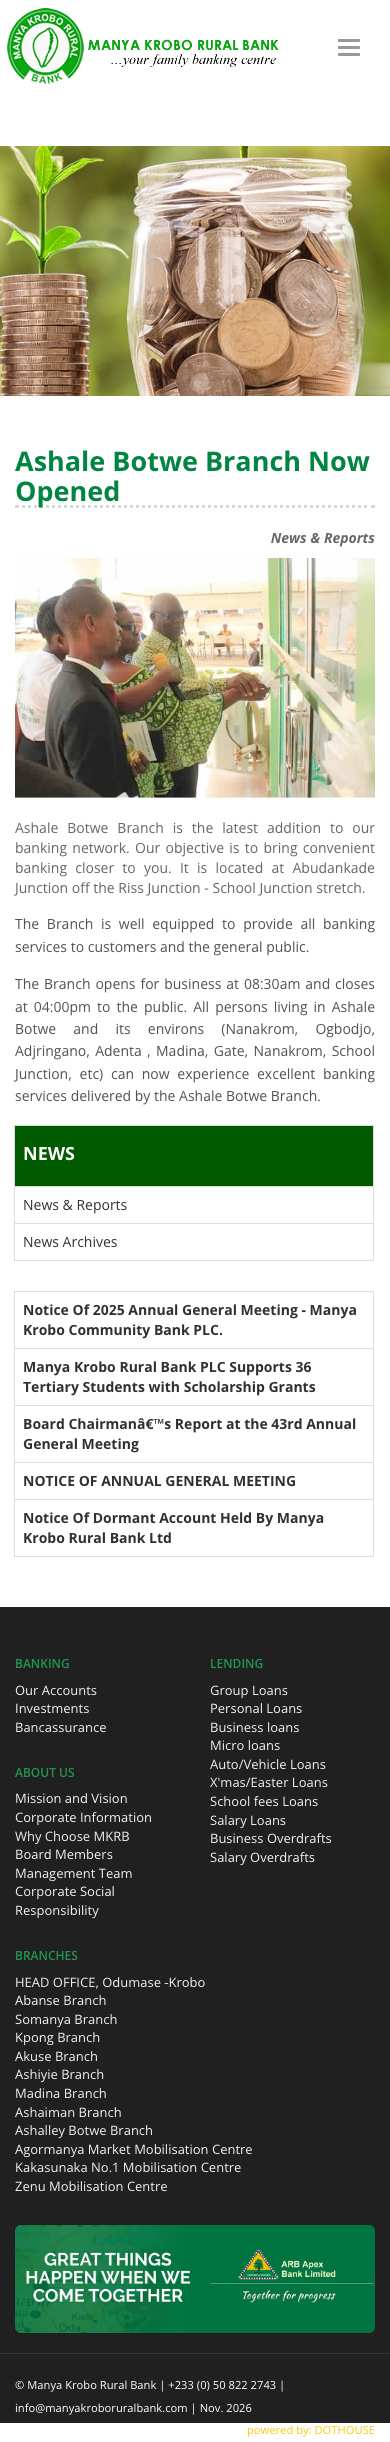 MANYA KROBO RURAL
BANK
MANYA KROBO RURAL BANK
...your family banking centre
Ashale Botwe Branch Now
Opened
News & Reports
Ashale Botwe Branch is the latest addition to our
banking network. Our objective is to bring convenient
banking closer to you. It is located at Abudankade
Junction off the Riss Junction - School Junction stretch.
The Branch is well equipped to provide all banking
services to customers and the general public.
The Branch opens for business at 08:30am and closes
at 04:00pm to the public. All persons living in Ashale
Botwe and its environs (Nanakrom, Ogbodjo,
Adjringano, Adenta , Madina, Gate, Nanakrom, School
Junction, etc) can now experience excellent banking
services delivered by the Ashale Botwe Branch.
NEWS
News & Reports
News Archives
Notice Of 2025 Annual General Meeting - Manya
Krobo Community Bank PLC.
Manya Krobo Rural Bank PLC Supports 36
Tertiary Students with Scholarship Grants
Board Chairmanâ€™s Report at the 43rd Annual
General Meeting
NOTICE OF ANNUAL GENERAL MEETING
Notice Of Dormant Account Held By Manya
Krobo Rural Bank Ltd
BANKING
Our Accounts
Investments
Bancassurance
ABOUT US
Mission and Vision
Corporate Information
Why Choose MKRB
Board Members
Management Team
Corporate Social
Responsibility
LENDING
Group Loans
Personal Loans
Business loans
Micro loans
Auto/Vehicle Loans
X'mas/Easter Loans
School fees Loans
Salary Loans
Business Overdrafts
Salary Overdrafts
BRANCHES
HEAD OFFICE, Odumase -Krobo
Abanse Branch
Somanya Branch
Kpong Branch
Akuse Branch
Ashiyie Branch
Madina Branch
Ashaiman Branch
Ashalley Botwe Branch
Agormanya Market Mobilisation Centre
Kakasunaka No.1 Mobilisation Centre
Zenu Mobilisation Centre
GREAT THINGS
HAPPEN WHEN WE
COME TOGETHER
ARB Apex
Bank Limited
Together for progress
© Manya Krobo Rural Bank | +233 (0) 50 822 2743 |
info@manyakroboruralbank.com | Nov. 2026
powered by: DOTHOUSE